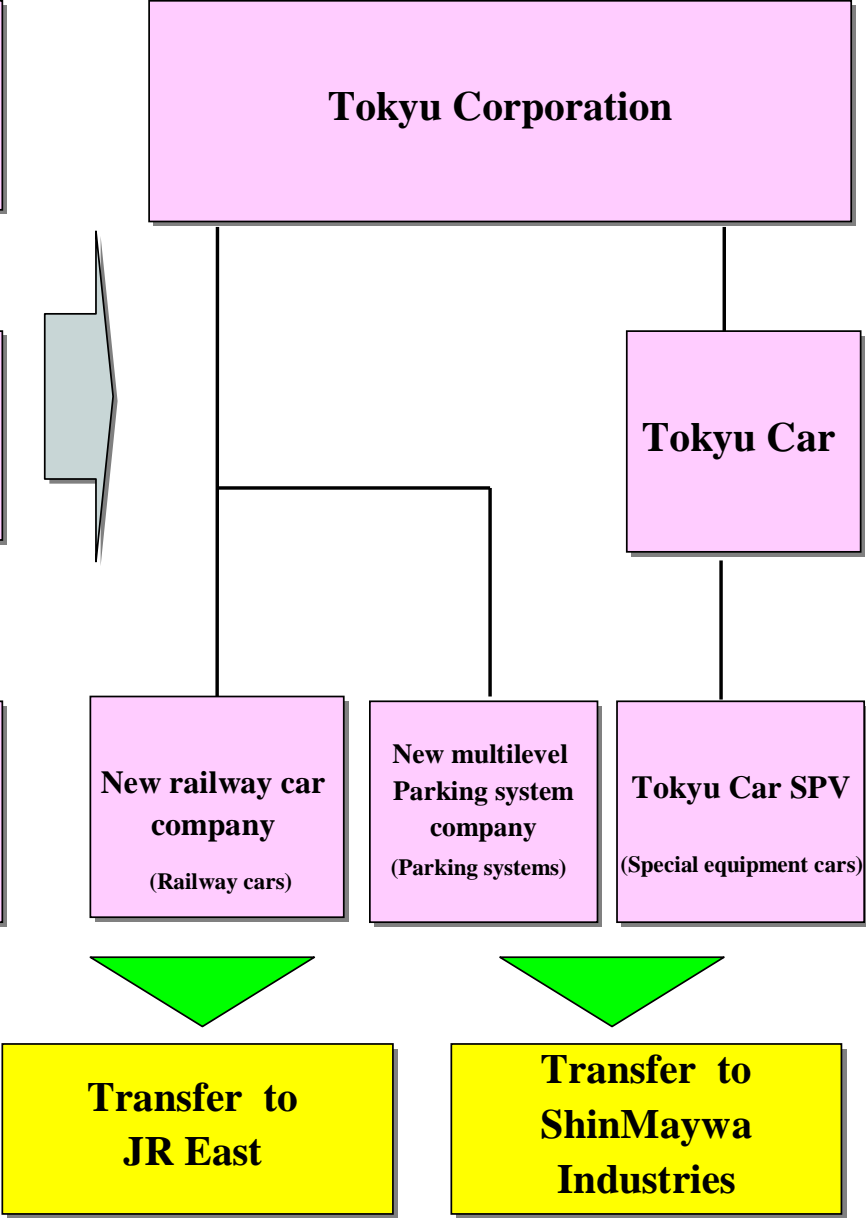 Tokyu Corporation
Tokyu Car
New railway car
company
(Railway cars)
New multilevel
Parking system
company
(Parking systems)
Tokyu Car SPV
(Special equipment cars)
Transfer to
JR East
Transfer to
ShinMaywa
Industries